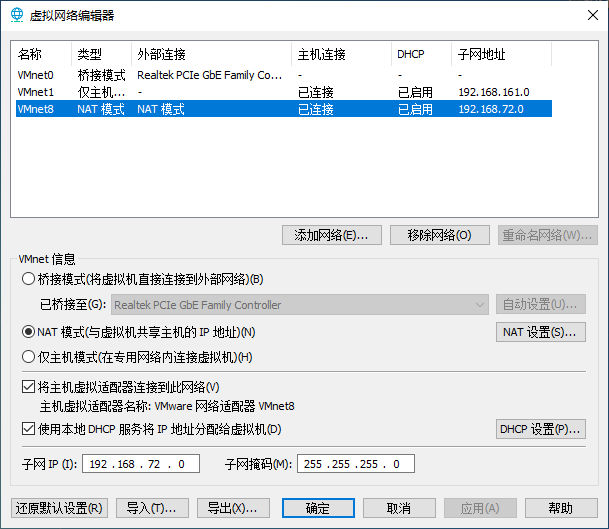 虚拟网络编辑器
名称 类型 外部连接 主机连接 DHCP 子网地址
VMnet0 桥接模式 Realtek PCIe GbE Family Co... - - -
VMnet1 仅主机... - 已连接 已启用 192.168.161.0
VMnet8 NAT 模式 NAT 模式 已连接 已启用 192.168.72.0
添加网络(E)... 移除网络(O) 重命名网络(W)...
VMnet 信息
桥接模式(将虚拟机直接连接到外部网络)(B)
已桥接至(G): Realtek PCIe GbE Family Controller 自动设置(U)...
NAT 模式(与虚拟机共享主机的 IP 地址)(N) NAT 设置(S)...
仅主机模式(在专用网络内连接虚拟机)(H)
将主机虚拟适配器连接到此网络(V)
主机虚拟适配器名称: VMware 网络适配器 VMnet8
使用本地 DHCP 服务将 IP 地址分配给虚拟机(D) DHCP 设置(P)...
子网 IP (I): 192 . 168 . 72 . 0 子网掩码(M): 255 . 255 . 255 . 0
还原默认设置(R) 导入(T)... 导出(X)... 确定 取消 应用(A) 帮助